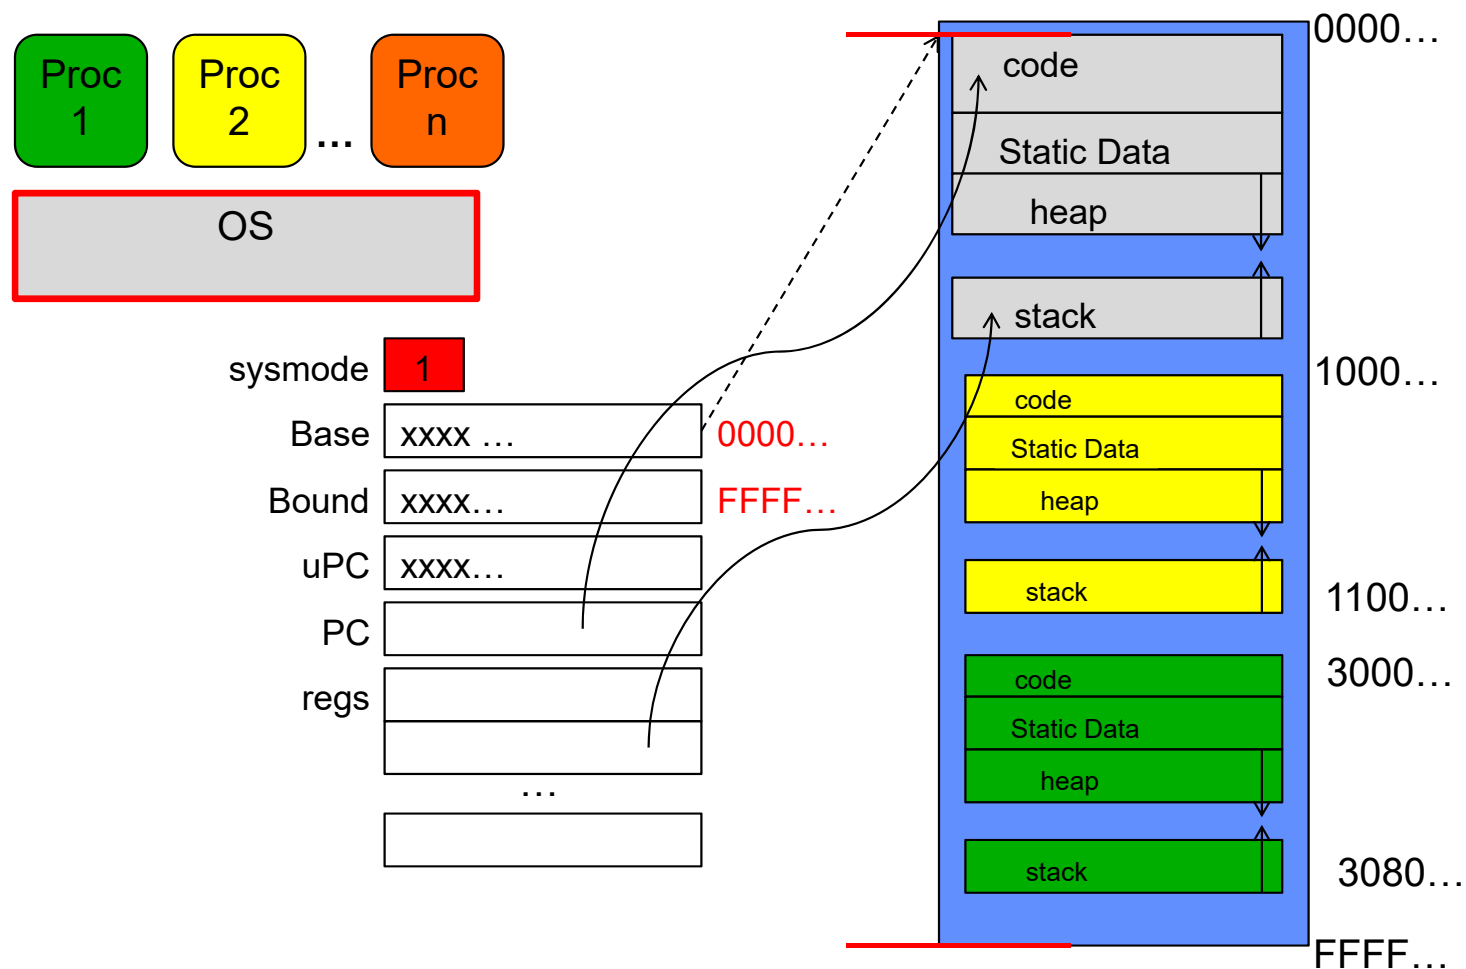 Proc
1
Proc
2
...
Proc
n
OS
sysmode 1
Base xxxx ... 0000...
Bound xxxx... FFFF...
uPC xxxx...
PC
regs
...
0000...
code
Static Data
heap
stack
1000...
code
Static Data
heap
stack
1100...
3000...
code
Static Data
heap
stack
3080...
FFFF...